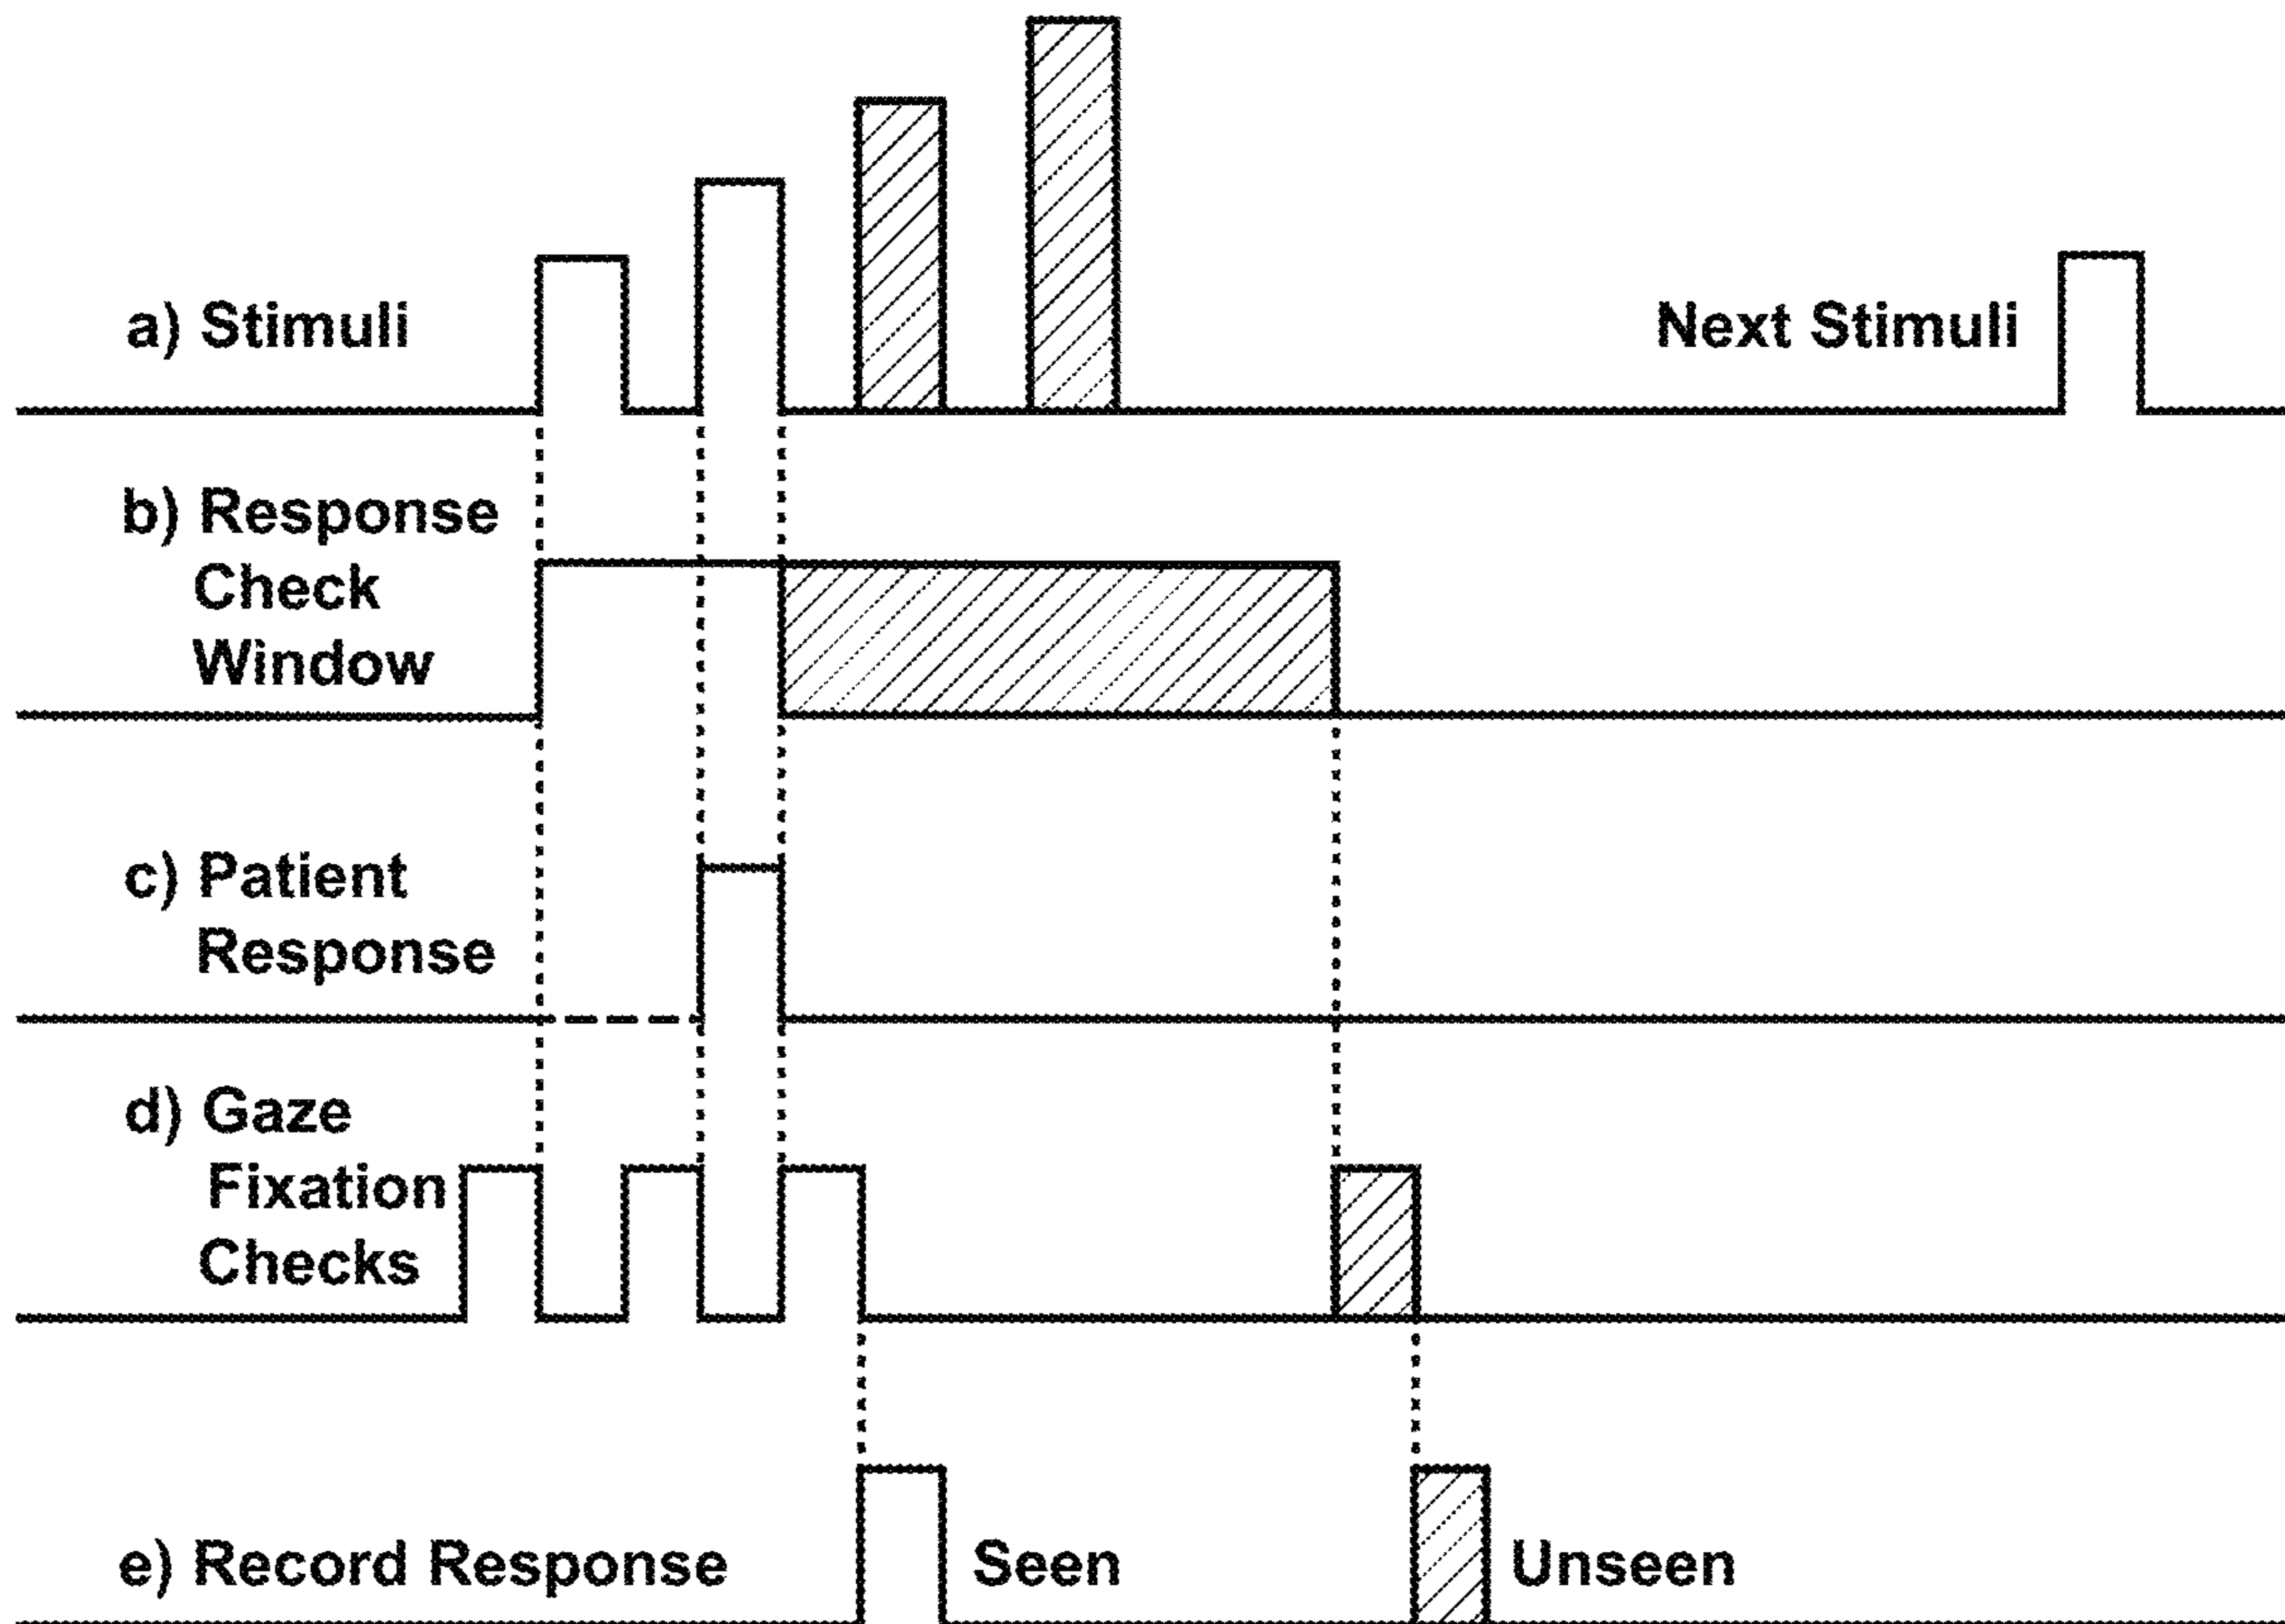 a) Stimuli
Next Stimuli
b) Response
Check
Window
c) Patient
Response
d) Gaze
Fixation
Checks
e) Record Response
Seen
Unseen